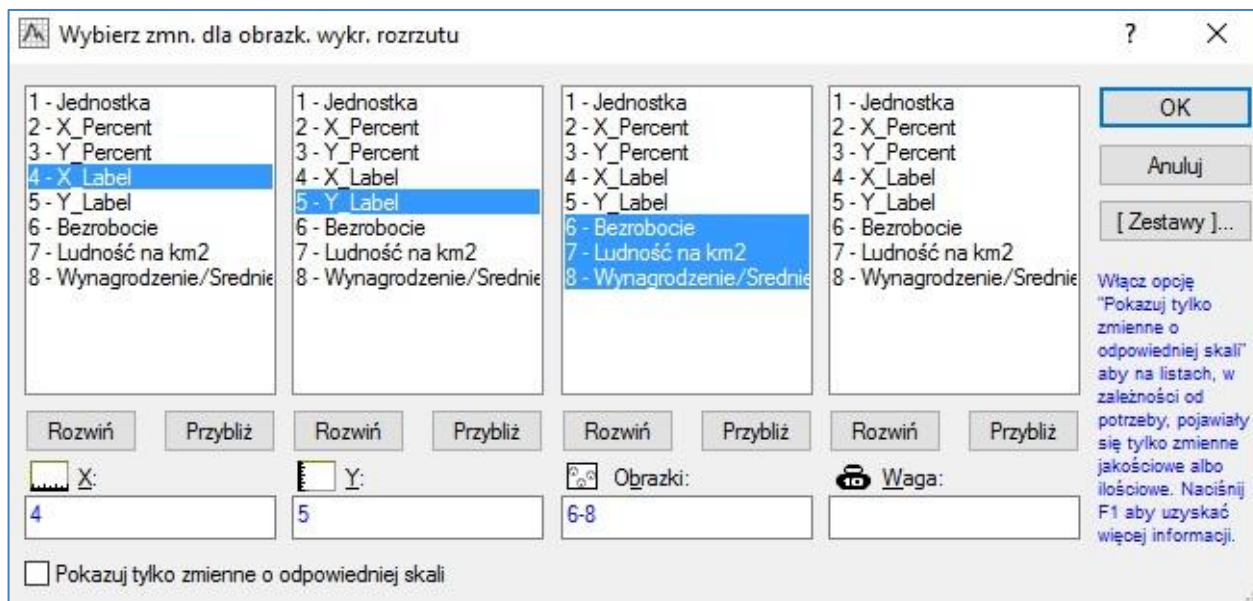 Wybierz zmn. dla obrazk. wykr. rozrzutu
?
1 - Jednostka
2 - X_Percent
3 - Y_Percent
4 - X_Label
5 - Y_Label
6 - Bezrobocie
7 - Ludność na km2
8 - Wynagrodzenie/Srednie
1 - Jednostka
2 - X_Percent
3 - Y_Percent
4 - X_Label
5 - Y_Label
6 - Bezrobocie
7 - Ludność na km2
8 - Wynagrodzenie/Srednie
1 - Jednostka
2 - X_Percent
3 - Y_Percent
4 - X_Label
5 - Y_Label
6 - Bezrobocie
7 - Ludność na km2
8 - Wynagrodzenie/Srednie
1 - Jednostka
2 - X_Percent
3 - Y_Percent
4 - X_Label
5 - Y_Label
6 - Bezrobocie
7 - Ludność na km2
8 - Wynagrodzenie/Srednie
OK
Anuluj
[ Zestawy ]...
Włącz opcję
"Pokazuj tylko
zmienne o
odpowiedniej skali"
aby na listach, w
zależności od
potrzeby, pojawiały
się tylko zmienne
jakościowe albo
ilościowe. Naciśnij
F1 aby uzyskać
więcej informacji.
Rozwiń Przybliż Rozwiń Przybliż Rozwiń Przybliż Rozwiń Przybliż
X: Y: Obrazki: Waga:
4 5 6-8
Pokazuj tylko zmienne o odpowiedniej skali